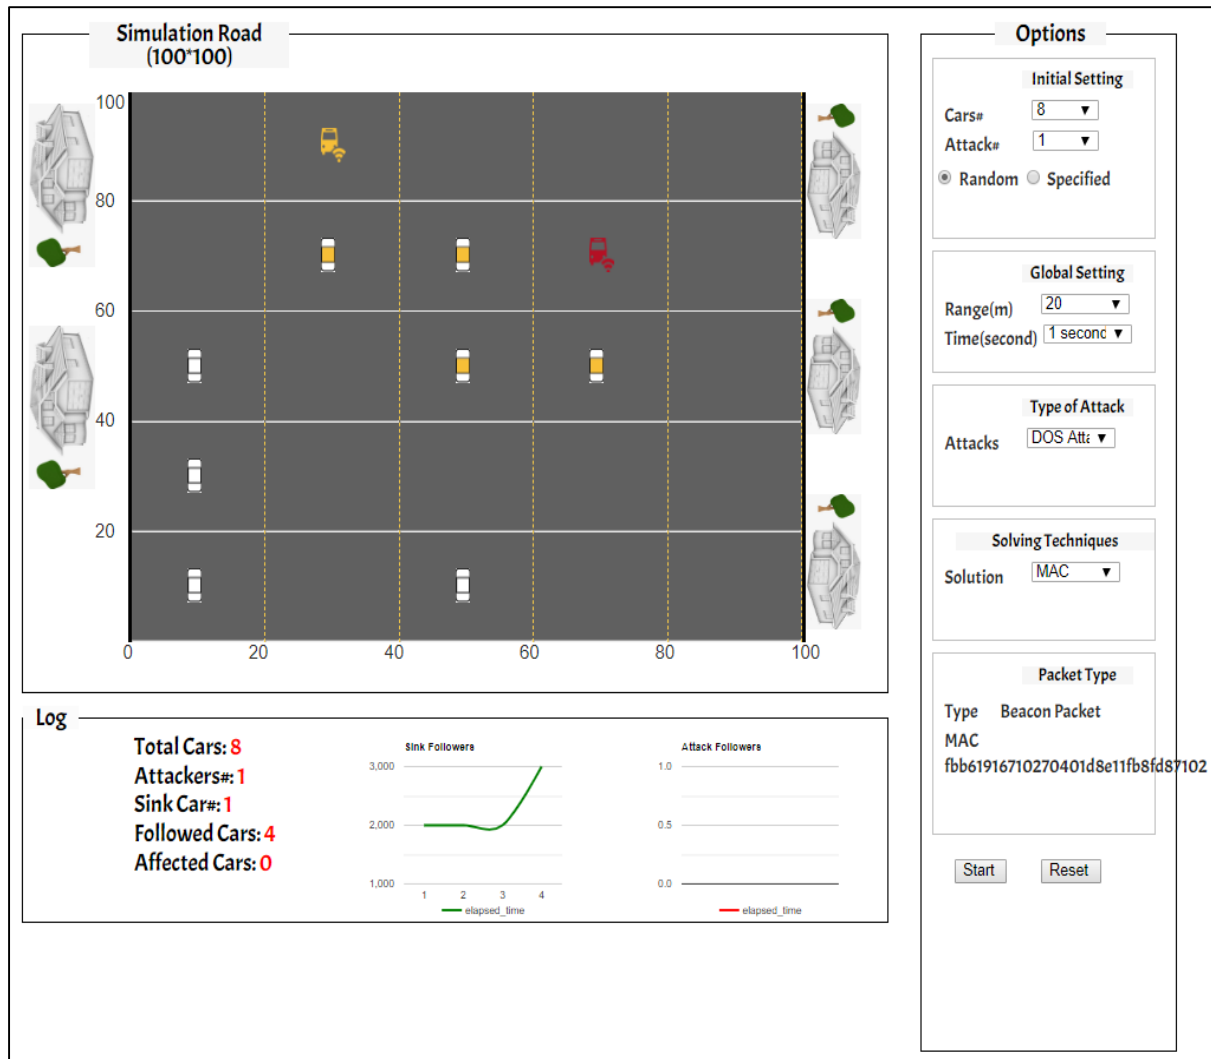 Simulation Road
(100*100)
100
80
60
40
20
0 20 40 60 80 100
Log
Total Cars: 8
Attackers#: 1
Sink Car#: 1
Followed Cars: 4
Affected Cars: 0
Sink Followers
3,000
2,000
1,000
1 2 3 4
elapsed_time
Attack Followers
1.0
0.5
0.0
elapsed_time
Options
Initial Setting
Cars# 8
Attack# 1
Random Specified
Global Setting
Range(m) 20
Time(second) 1 second
Type of Attack
Attacks DOS Atta
Solving Techniques
Solution MAC
Packet Type
Type Beacon Packet
MAC
fbb61916710270401d8e11fb8fd87102
Start Reset